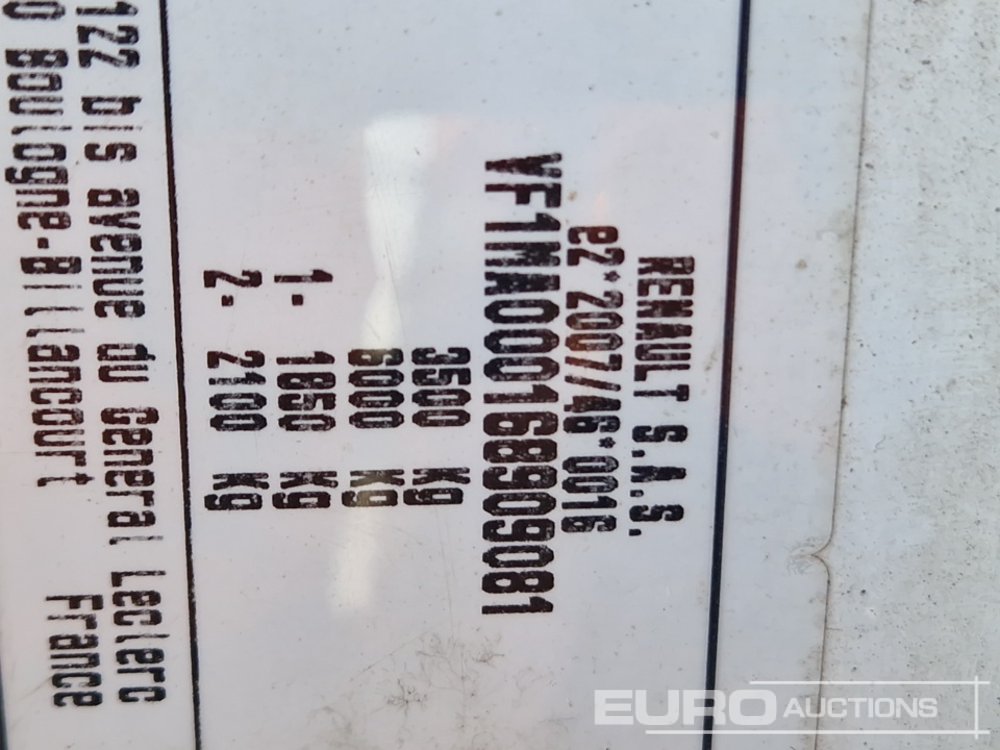 RENAULT S.A.S.
e2*2007/46*0016
VF1MA000168909081
3500 kg
6000 kg
1- 1850 kg
2- 2100 kg
122 bis avenue du General Leclerc
0 Boulogne-Billancourt France
EURO AUCTIONS